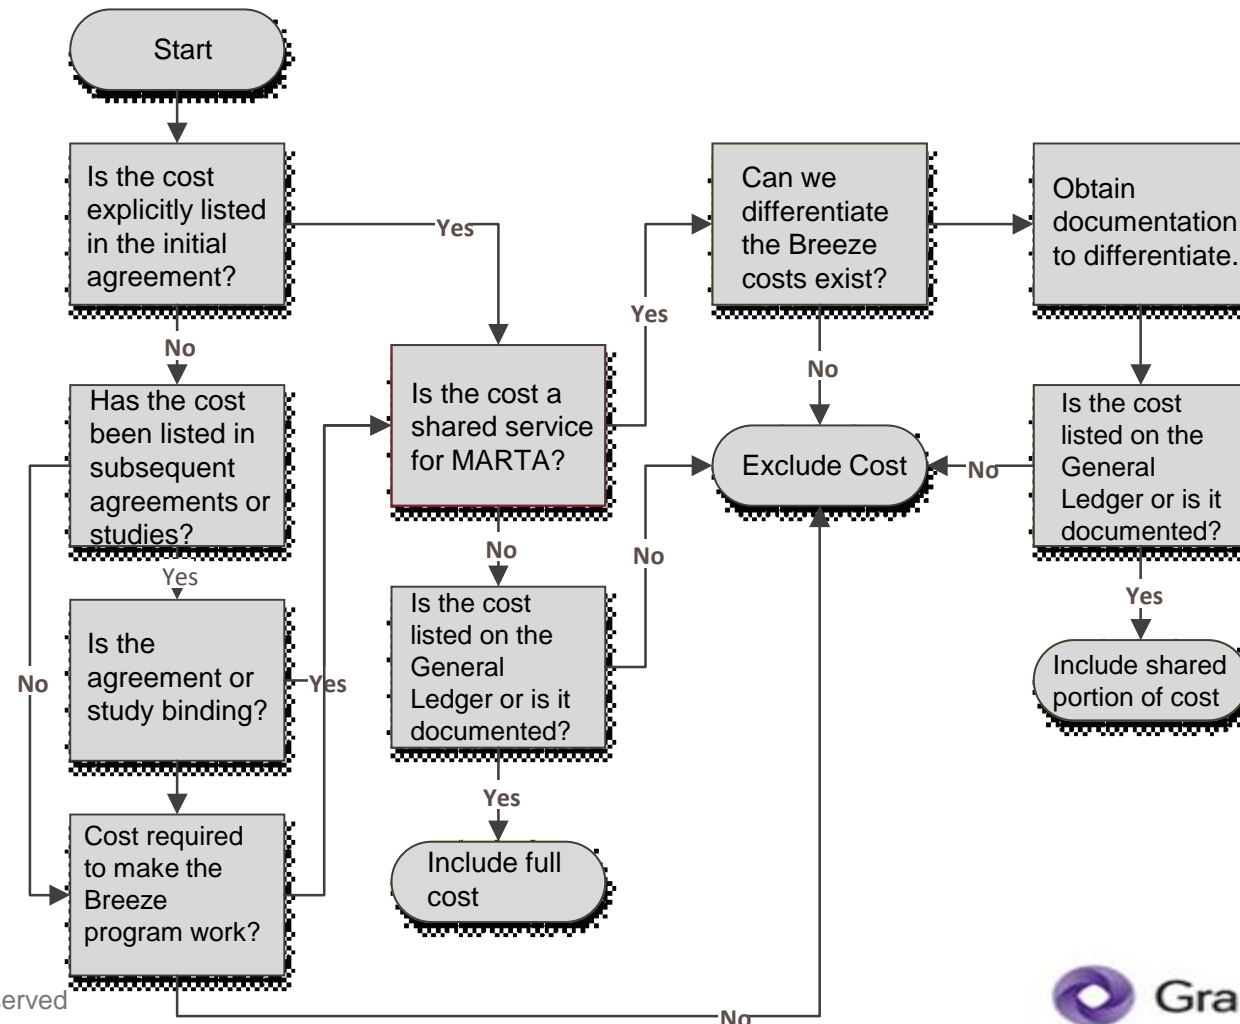 Start
Is the cost
explicitly listed
in the initial
agreement?
Yes
No
Has the cost
been listed in
subsequent
agreements or
studies?
Yes
No
Is the
agreement or
study binding?
Yes
Cost required
to make the
Breeze
program work?
No
Is the cost a
shared service
for MARTA?
Yes
No
Is the cost
listed on the
General
Ledger or is it
documented?
No
Yes
Include full
cost
Can we
differentiate
the Breeze
costs exist?
No
Exclude Cost
Obtain
documentation
to differentiate.
Is the cost
listed on the
General
Ledger or is it
documented?
No
Yes
Include shared
portion of cost
erved
Gra